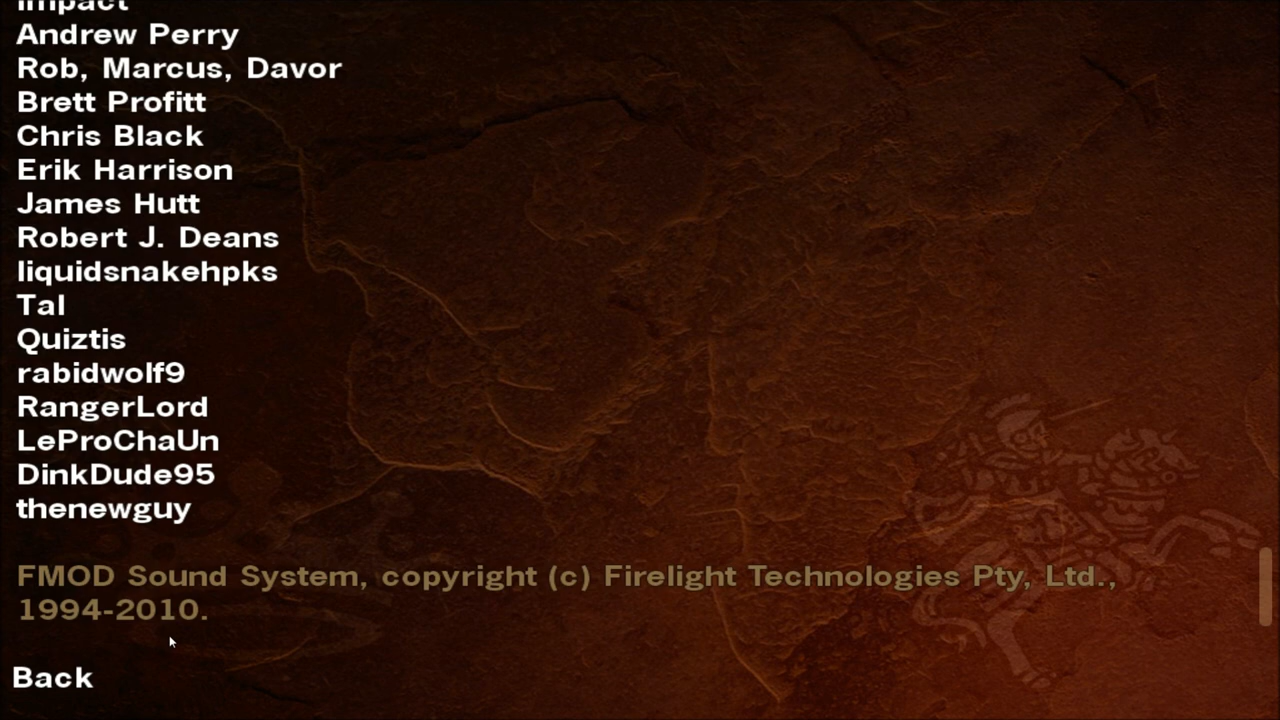 Impact
Andrew Perry
Rob, Marcus, Davor
Brett Profitt
Chris Black
Erik Harrison
James Hutt
Robert J. Deans
liquidsnakehpks
Tal
Quiztis
rabidwolf9
RangerLord
LeProChaUn
DinkDude95
thenewguy
FMOD Sound System, copyright (c) Firelight Technologies Pty, Ltd.,
1994-2010.
Back